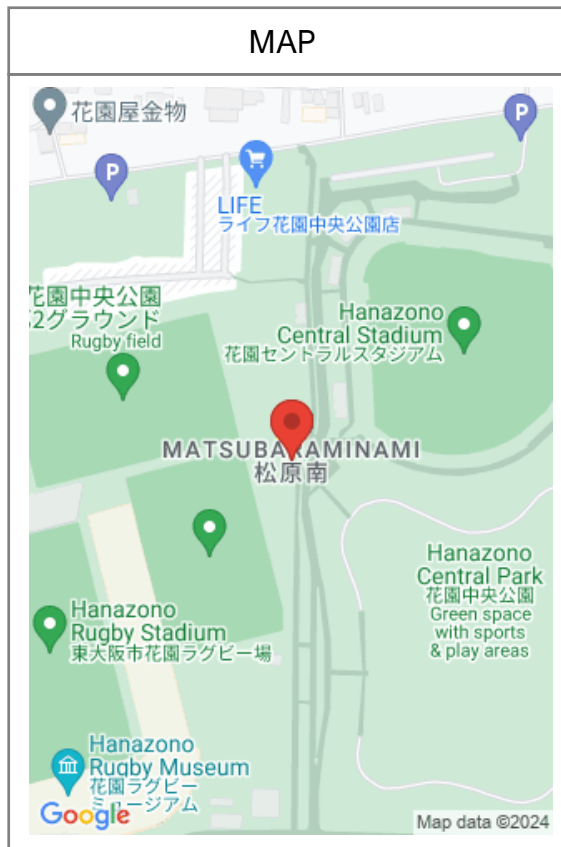 MAP
花園屋金物
P
P
LIFE
ライフ花園中央公園店
花園中央公園
2グラウンド
Rugby field
Hanazono
Central Stadium
花園セントラルスタジアム
MATSUBARAMINAMI
松原南
Hanazono
Central Park
花園中央公園
Green space
with sports
& play areas
Hanazono
Rugby Stadium
東大阪市花園ラグビー場
Hanazono
Rugby Museum
花園ラグビー
ミュージアム
Google
Map data ©2024